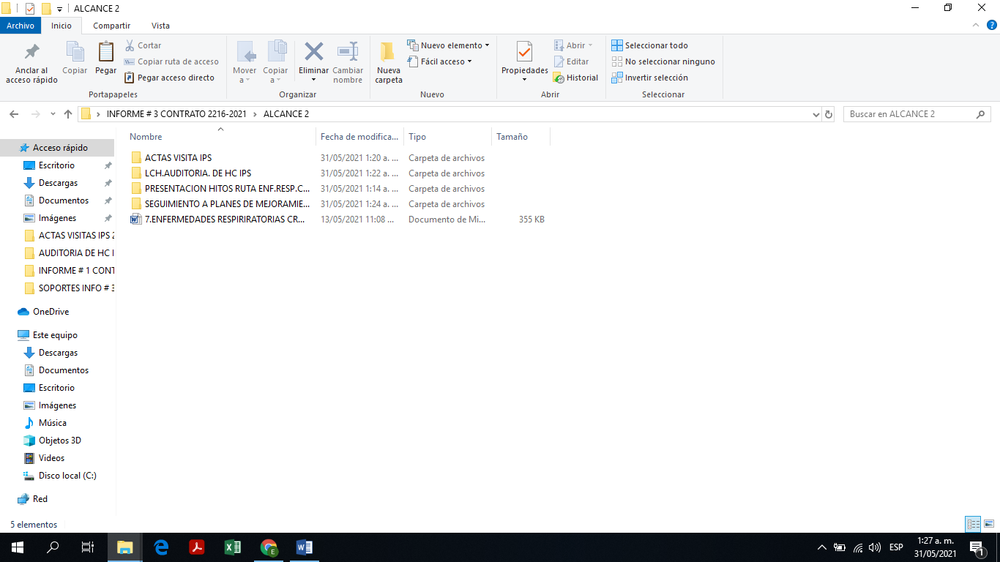 ALCANCE 2
Archivo Inicio Compartir Vista
Anclar al acceso rápido
Copiar
Pegar
Cortar
Copiar ruta de acceso
Pegar acceso directo
Portapapeles
Mover a
Copiar a
Eliminar
Cambiar nombre
Organizar
Nueva carpeta
Nuevo elemento
Fácil acceso
Nuevo
Propiedades
Abrir
Editar
Historial
Abrir
Seleccionar todo
No seleccionar ninguno
Invertir selección
Seleccionar
INFORME # 3 CONTRATO 2216-2021 > ALCANCE 2
Buscar en ALCANCE 2
Nombre Fecha de modifica... Tipo Tamaño
ACTAS VISITA IPS 31/05/2021 1:20 a. ... Carpeta de archivos
LCH.AUDITORIA. DE HC IPS 31/05/2021 1:22 a. ... Carpeta de archivos
PRESENTACION HITOS RUTA ENF.RESP.C... 31/05/2021 1:14 a. ... Carpeta de archivos
SEGUIMIENTO A PLANES DE MEJORAMIE... 31/05/2021 1:24 a. ... Carpeta de archivos
7.ENFERMEDADES RESPIRIRATORIAS CR... 13/05/2021 11:08 ... Documento de Mi... 355 KB
Acceso rápido
Escritorio
Descargas
Documentos
Imágenes
ACTAS VISITAS IPS 2
AUDITORIA DE HC I
INFORME # 1 CONT
SOPORTES INFO # 3
OneDrive
Este equipo
Descargas
Documentos
Escritorio
Imágenes
Música
Objetos 3D
Videos
Disco local (C:)
Red
5 elementos
ESP
1:27 a. m.
31/05/2021
1